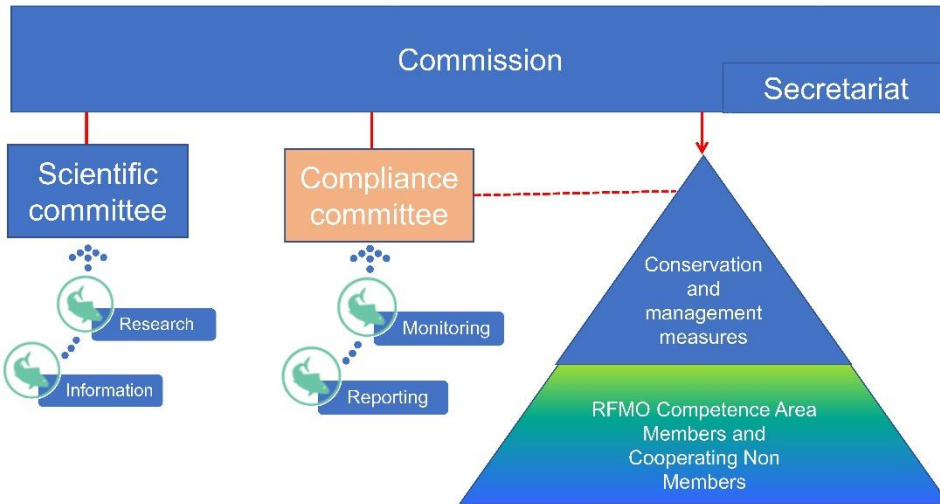 Commission
Secretariat
Scientific
committee
Compliance
committee
Research
Information
Monitoring
Reporting
Conservation
and
management
measures
RFMO Competence Area
Members and
Cooperating Non
Members